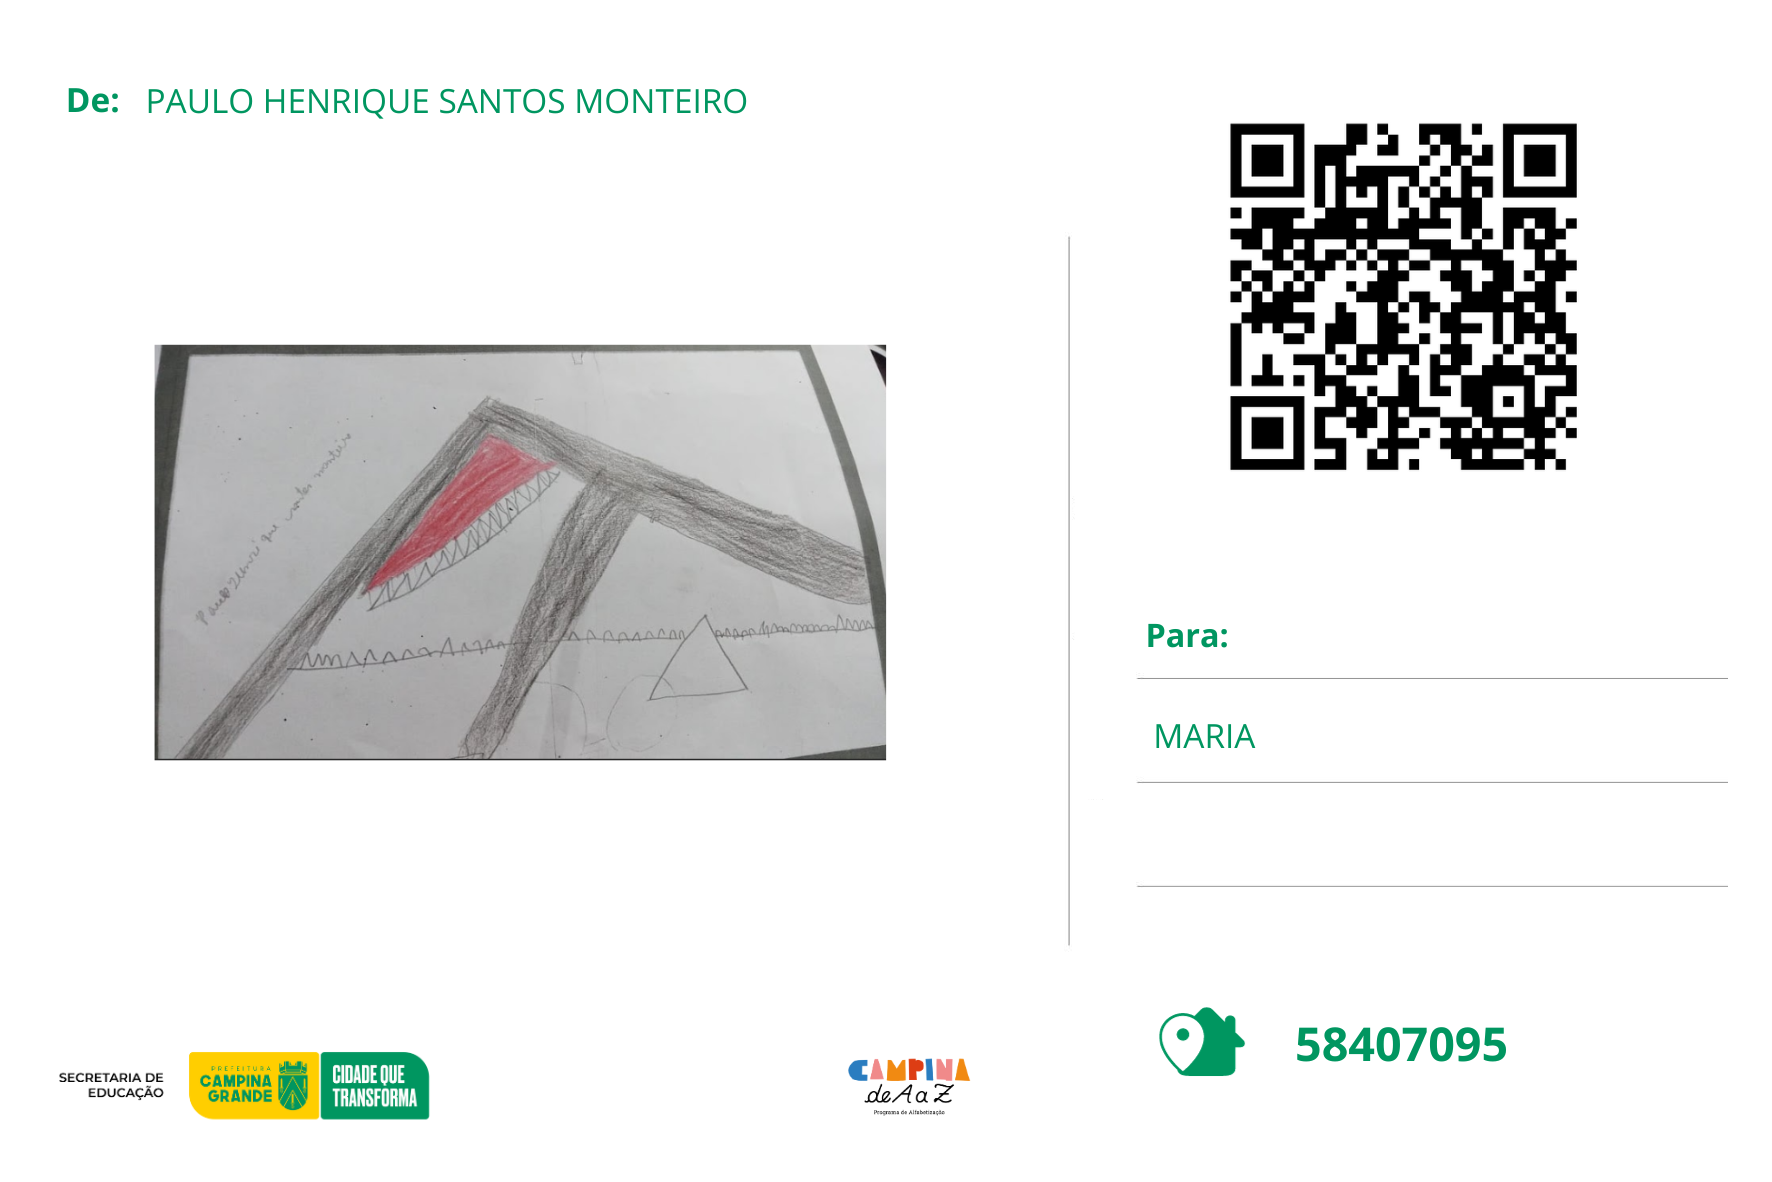 De: PAULO HENRIQUE SANTOS MONTEIRO
Paulo Henrique santos monteiro
Para:
MARIA
58407095
SECRETARIA DE
EDUCAÇÃO
PREFEITURA
CAMPINA
GRANDE
CIDADE QUE
TRANSFORMA
CAMPINA
de A a Z
Programa de Alfabetização